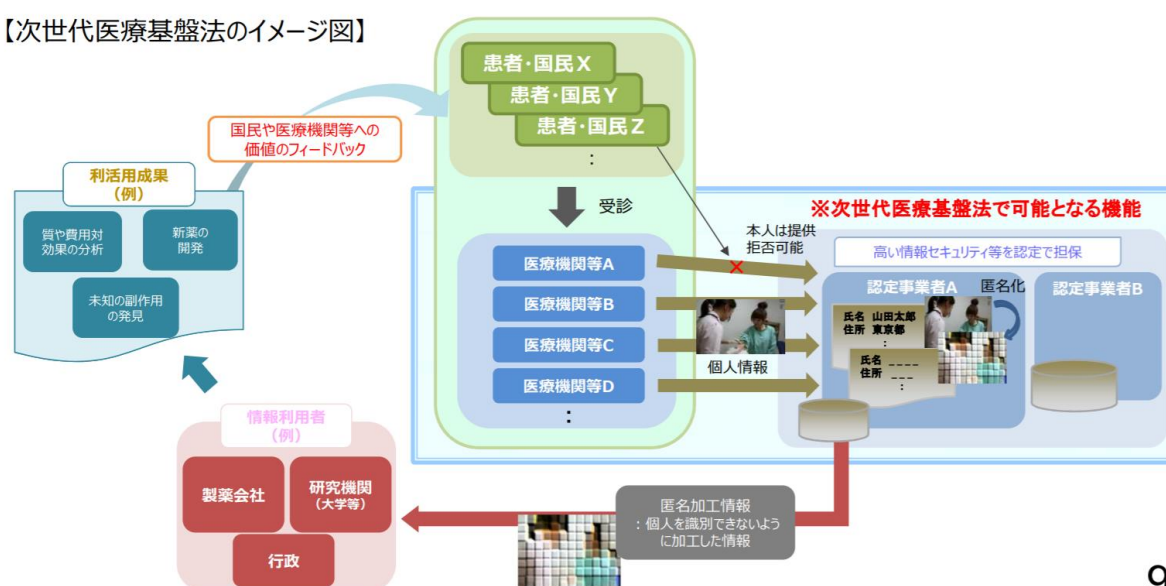 【次世代医療基盤法のイメージ図】
患者・国民X
患者・国民Y
患者・国民Z
:
国民や医療機関等への
価値のフィードバック
利活用成果
(例)
質や費用対
効果の分析
新薬の
開発
未知の副作用
の発見
受診
※次世代医療基盤法で可能となる機能
本人は提供
拒否可能
高い情報セキュリティ等を認定で担保
医療機関等A
医療機関等B
医療機関等C
医療機関等D
:
個人情報
認定事業者A
匿名化
認定事業者B
氏名 山田太郎
住所 東京都
:
氏名 ____
住所 ___
:
情報利用者
(例)
製薬会社
研究機関
(大学等)
行政
匿名加工情報
:個人を識別できないよう
に加工した情報
9